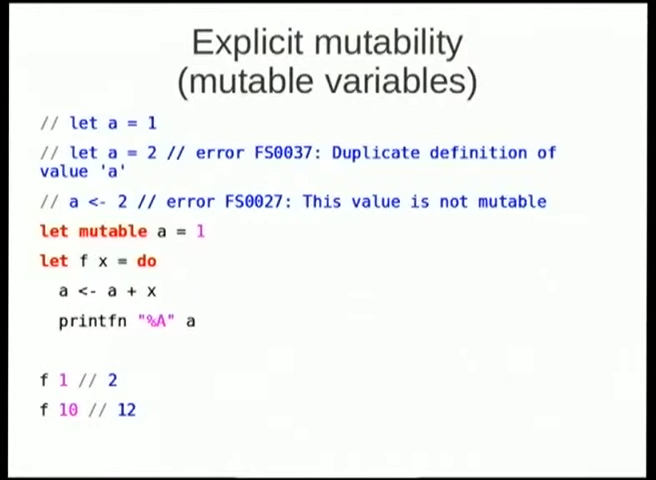 Explicit mutability
(mutable variables)
// let a = 1
// let a = 2 // error FS0037: Duplicate definition of
value 'a'
// a <- 2 // error FS0027: This value is not mutable
let mutable a = 1
let f x = do
a <- a + x
printfn "%A" a
f 1 // 2
f 10 // 12